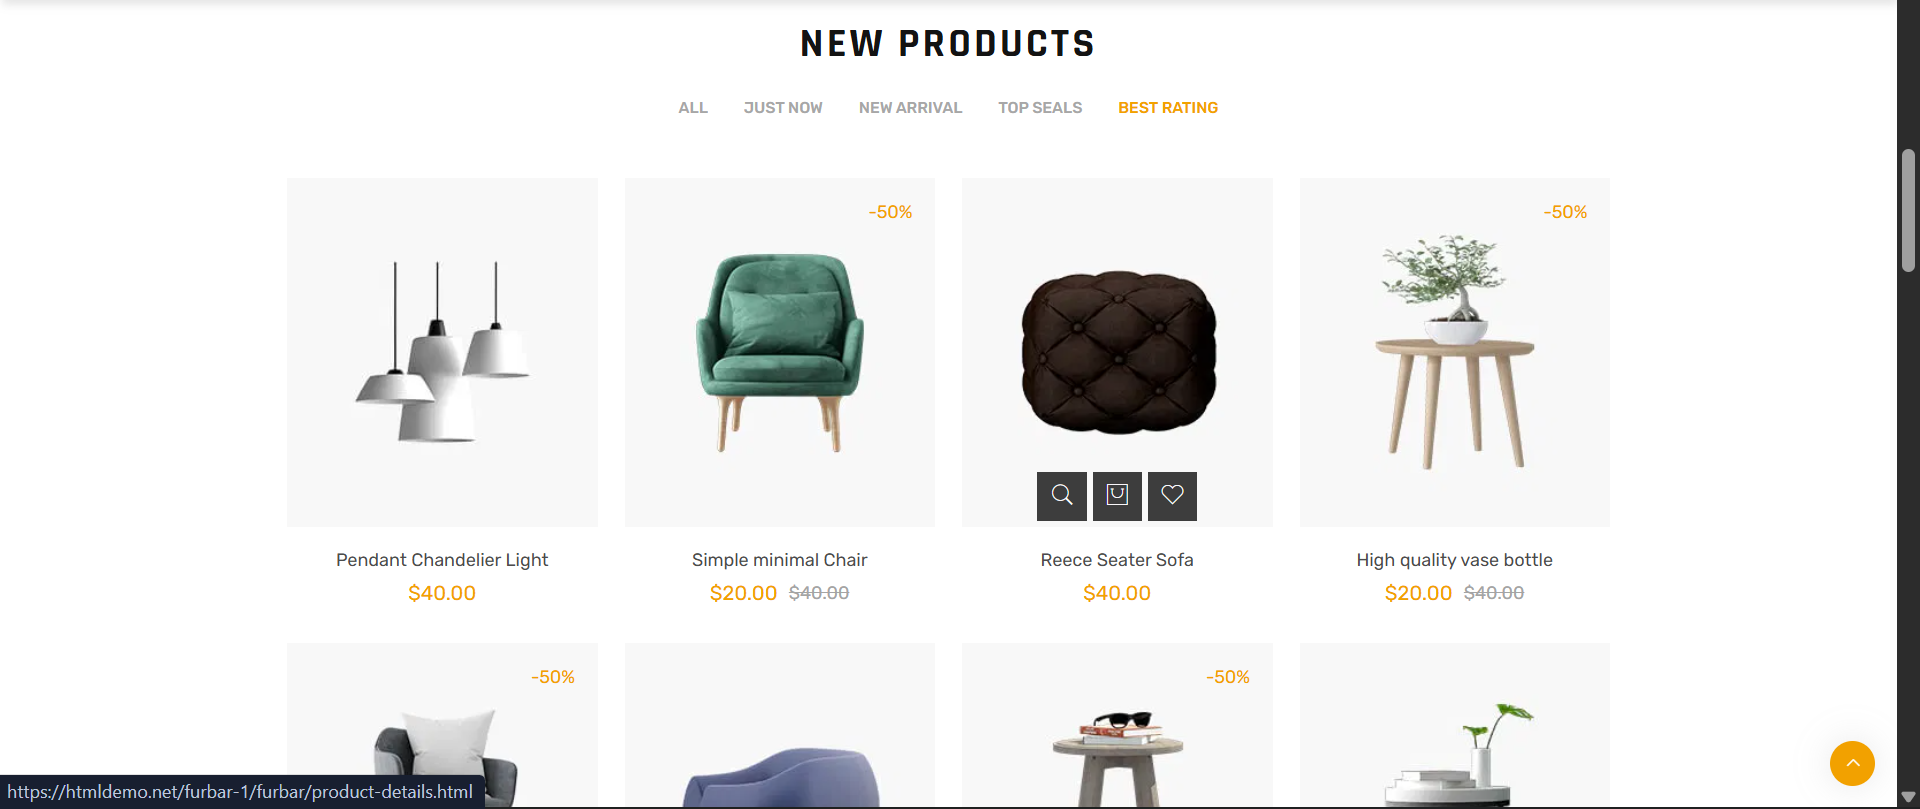 NEW PRODUCTS
ALL JUST NOW NEW ARRIVAL TOP SEALS BEST RATING
-50%
-50%
Pendant Chandelier Light
$40.00
Simple minimal Chair
$20.00 $40.00
Reece Seater Sofa
$40.00
High quality vase bottle
$20.00 $40.00
-50%
-50%
https://htmldemo.net/furbar-1/furbar/product-details.html